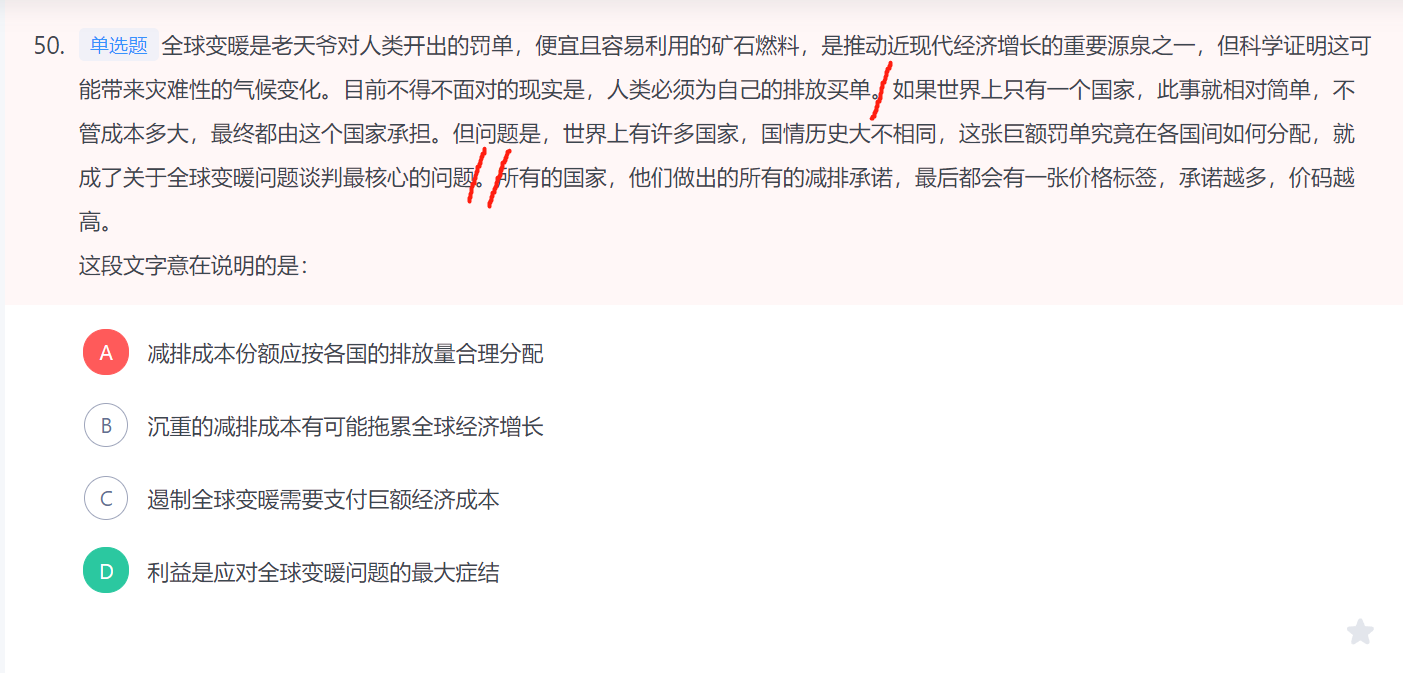 50. 单选题 全球变暖是老天爷对人类开出的罚单，便宜且容易利用的矿石燃料，是推动近现代经济增长的重要源泉之一，但科学证明这可
能带来灾难性的气候变化。目前不得不面对的现实是，人类必须为自己的排放买单。如果世界上只有一个国家，此事就相对简单，不
管成本多大，最终都由这个国家承担。但问题是，世界上有许多国家，国情历史大不相同，这张巨额罚单究竟在各国间如何分配，就
成了关于全球变暖问题谈判最核心的问题。所有的国家，他们做出的所有的减排承诺，最后都会有一张价格标签，承诺越多，价码越
高。
这段文字意在说明的是：
A 减排成本份额应按各国的排放量合理分配
B 沉重的减排成本有可能拖累全球经济增长
C 遏制全球变暖需要支付巨额经济成本
D 利益是应对全球变暖问题的最大症结